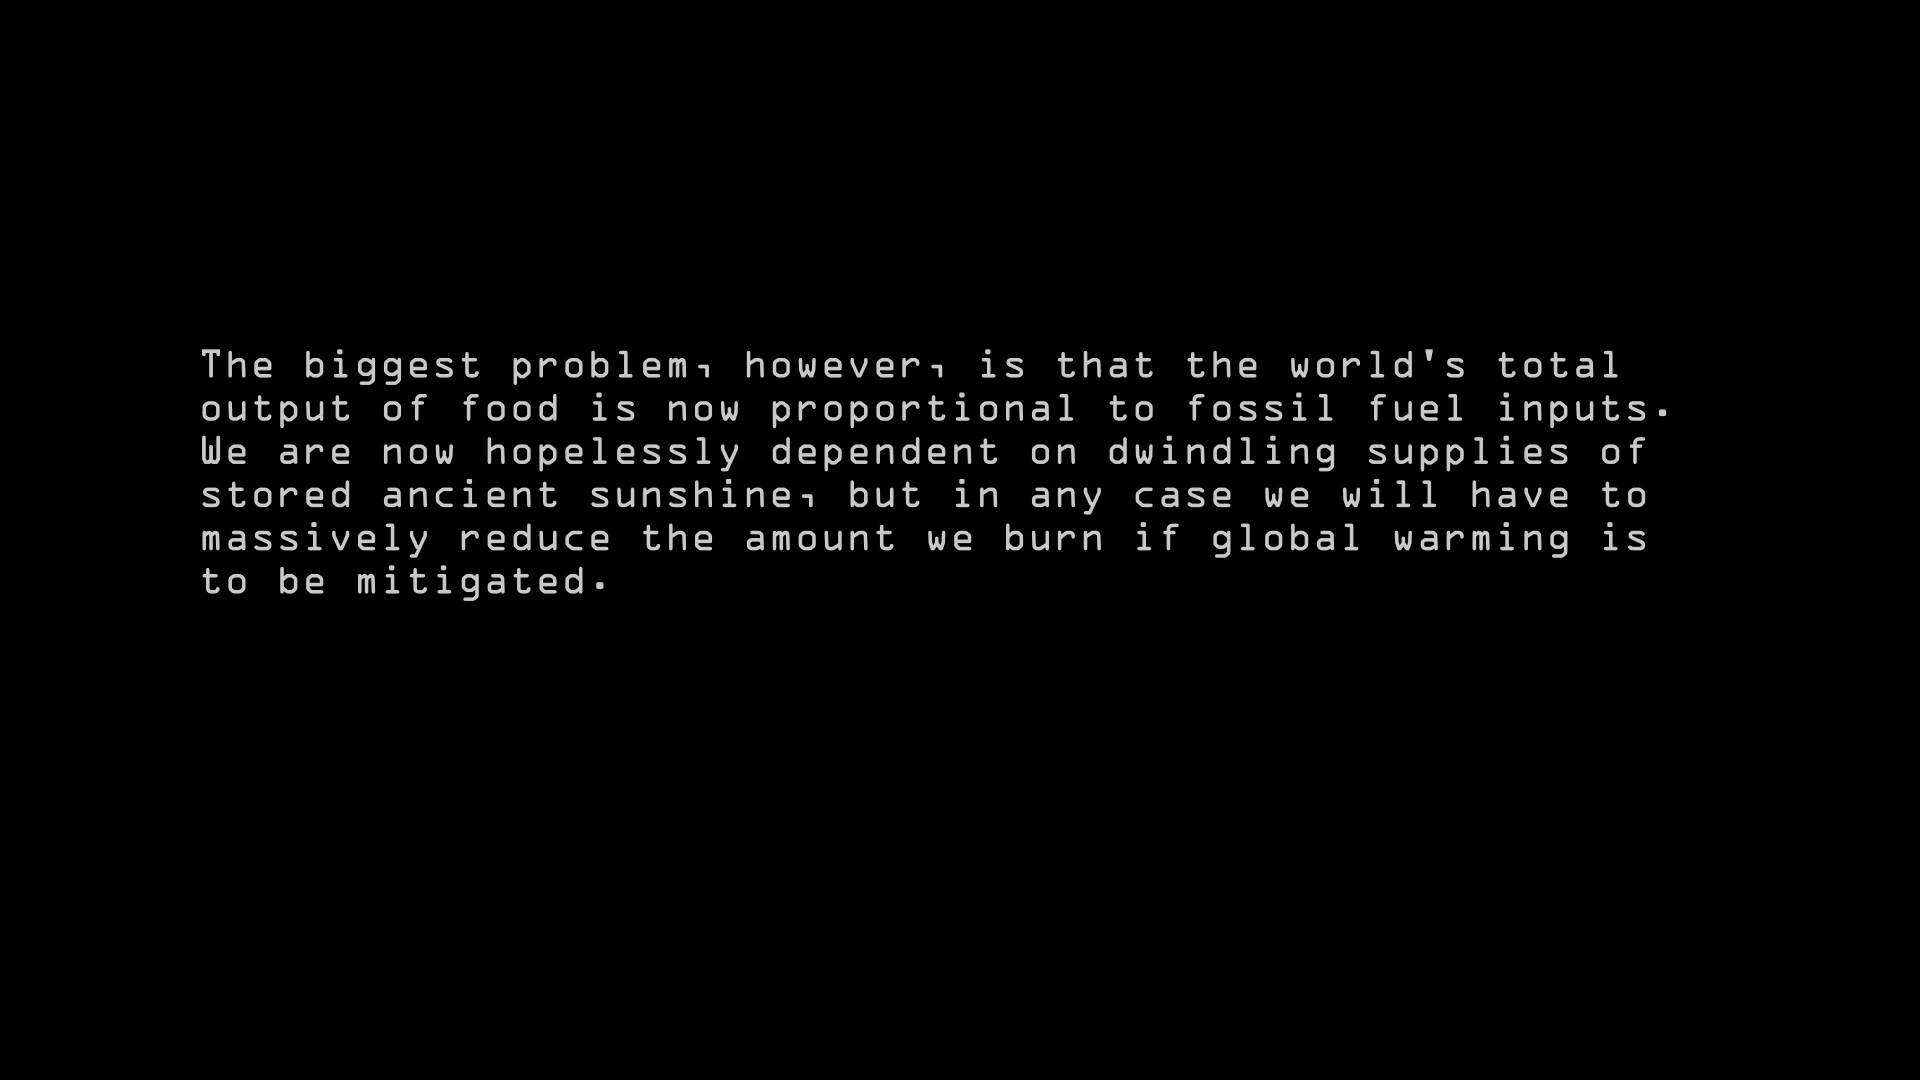 The biggest problem, however, is that the world's total
output of food is now proportional to fossil fuel inputs.
We are now hopelessly dependent on dwindling supplies of
stored ancient sunshine, but in any case we will have to
massively reduce the amount we burn if global warming is
to be mitigated.